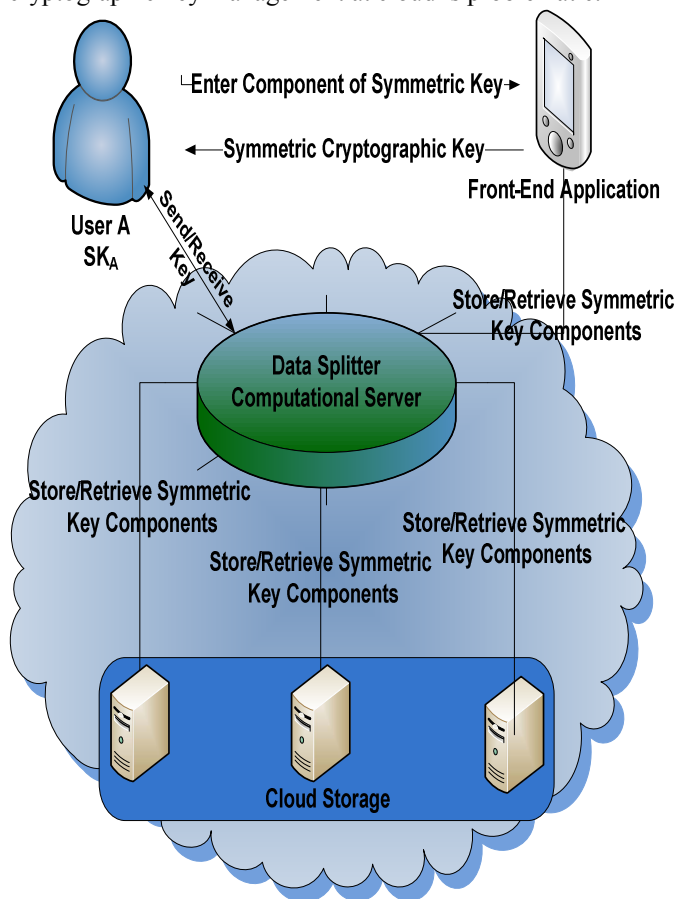 Enter Component of Symmetric Key
Symmetric Cryptographic Key
Front-End Application
User A
SKA
Send/Receive
Key
Store/Retrieve Symmetric
Key Components
Data Splitter
Computational Server
Store/Retrieve Symmetric
Key Components
Store/Retrieve Symmetric
Key Components
Store/Retrieve Symmetric
Key Components
Cloud Storage